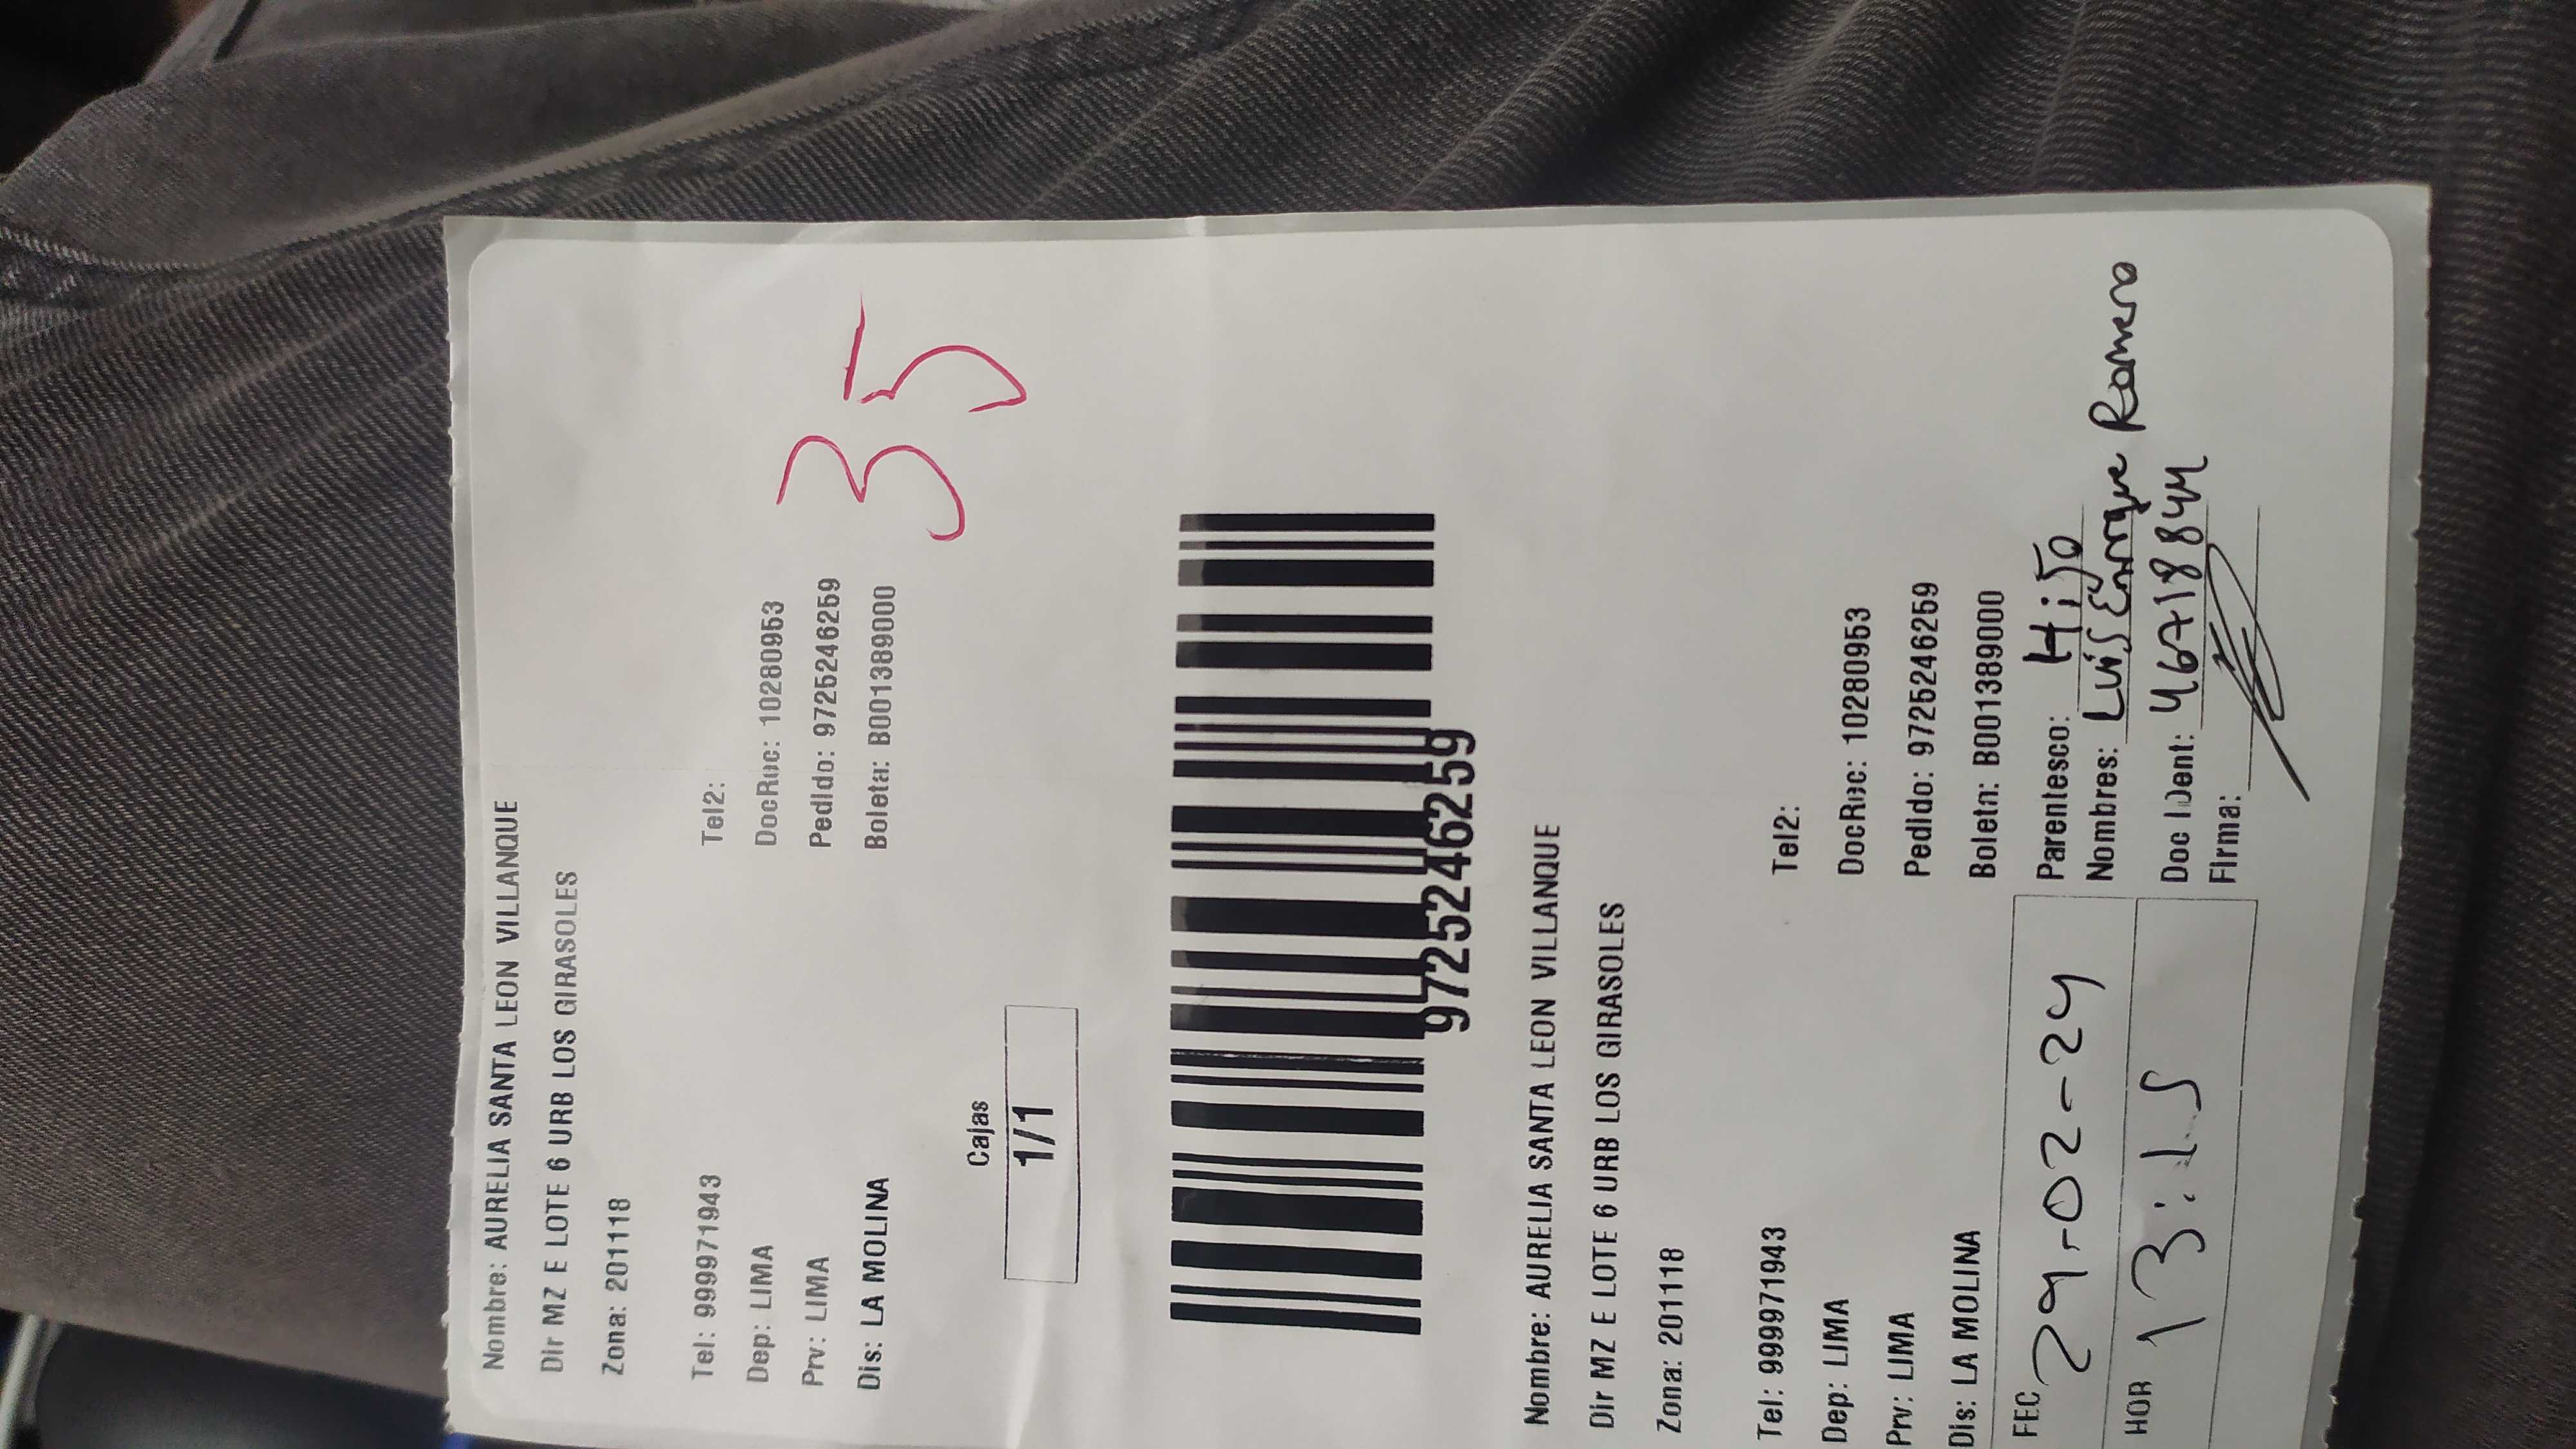 Nombre: AURELIA SANTA LEON VILLANQUE
Dir MZ E LOTE 6 URB LOS GIRASOLES
Zona: 201118
Tel: 999971943 Tel2:
Dep: LIMA DocRuc: 10280953
Prv: LIMA Pedido: 97252462​59
Dis: LA MOLINA Boleta: B001389000
35
Cajas
1/1
9725246259
Nombre: AURELIA SANTA LEON VILLANQUE
Dir MZ E LOTE 6 URB LOS GIRASOLES
Zona: 201118
Tel: 999971943 Tel2:
Dep: LIMA DocRuc: 10280953
Prv: LIMA Pedido: 9725246259
Dis: LA MOLINA Boleta: B001389000
FEC 29-02-24 Parentesco: Hijo
Nombres: Luis Enrique Romero
HOR 13:15 Doc IDent: 46718844
Firma: